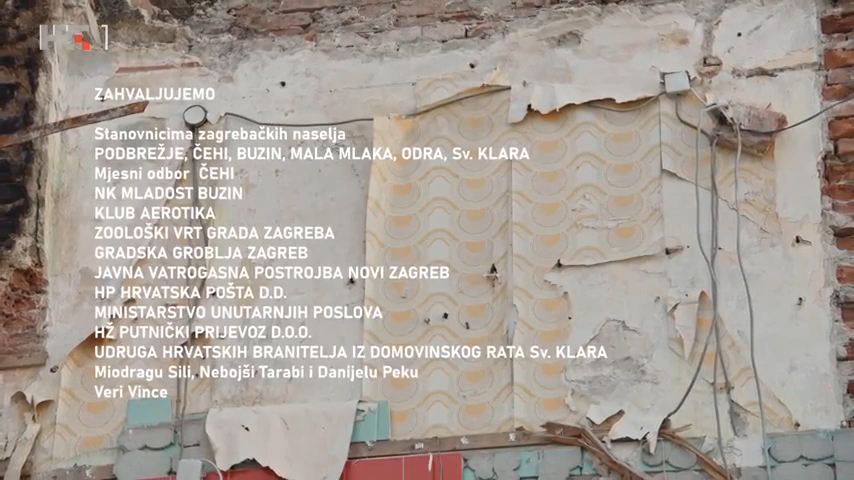 HRT 1
ZAHVALJUJEMO
Stanovnicima zagrebačkih naselja
PODBREŽJE, ČEHI, BUZIN, MALA MLAKA, ODRA, Sv. KLARA
Mjesni odbor ČEHI
NK MLADOST BUZIN
KLUB AEROTIKA
ZOOLOŠKI VRT GRADA ZAGREBA
GRADSKA GROBLJA ZAGREB
JAVNA VATROGASNA POSTROJBA NOVI ZAGREB
HP HRVATSKA POŠTA D.D.
MINISTARSTVO UNUTARNJIH POSLOVA
HŽ PUTNIČKI PRIJEVOZ D.O.O.
UDRUGA HRVATSKIH BRANITELJA IZ DOMOVINSKOG RATA Sv. KLARA
Miodragu Sili, Nebojši Tarabi i Danijelu Peku
Veri Vince